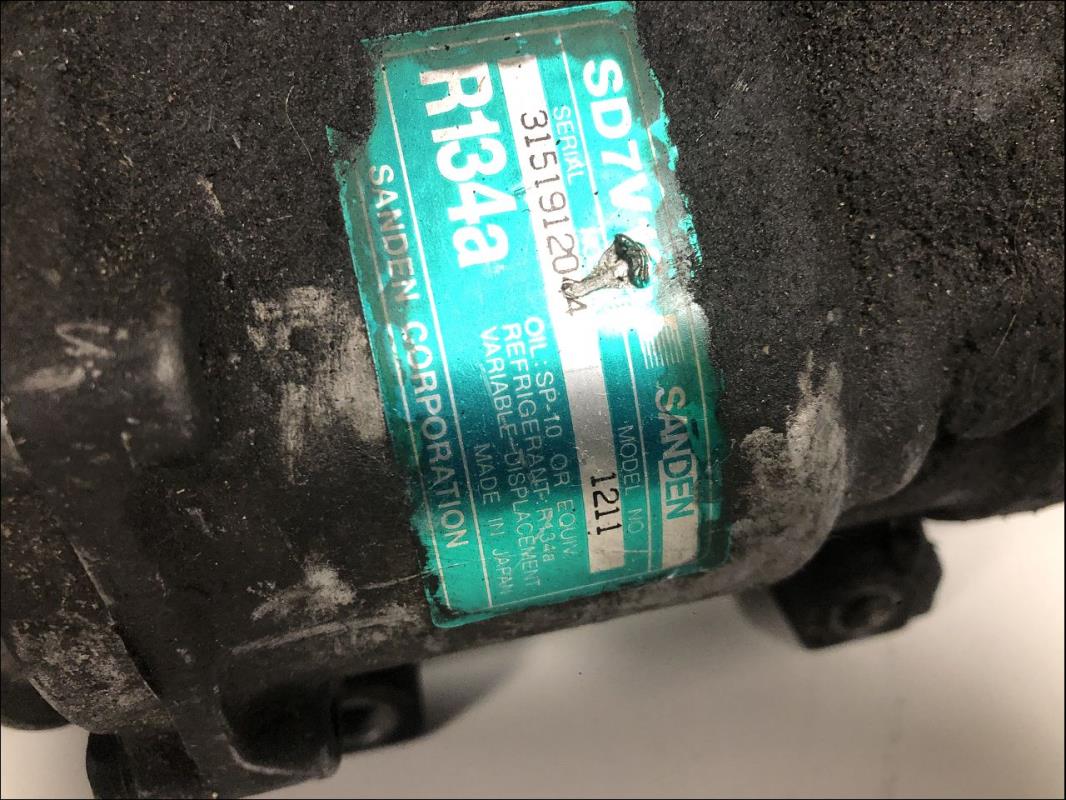 SD7V
SANDEN
SERIAL
MODEL NO.
1211
R134a
OIL: SP-10 OR EQUIV.
REFRIGERANT: R134a
VARIABLE DISPLACEMENT
MADE IN JAPAN
SANDEN CORPORATION